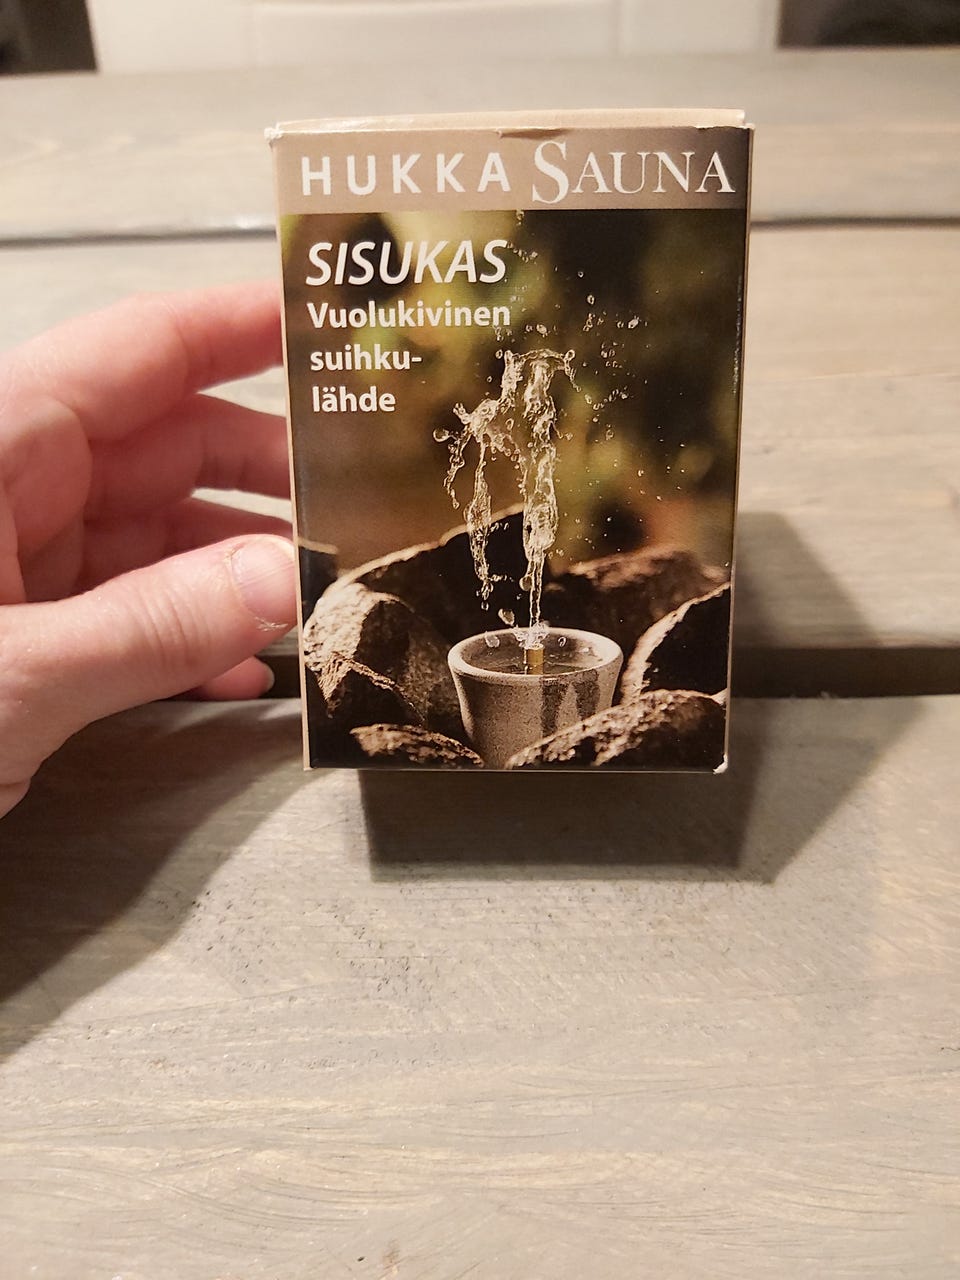 HUKKA SAUNA
SISUKAS
Vuolukivinen
suihku-
lähde